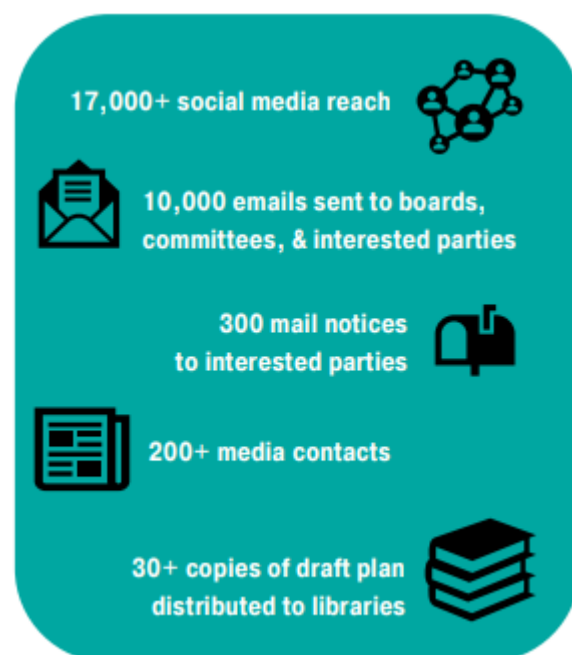 17,000+ social media reach
10,000 emails sent to boards,
committees, & interested parties
300 mail notices
to interested parties
200+ media contacts
30+ copies of draft plan
distributed to libraries